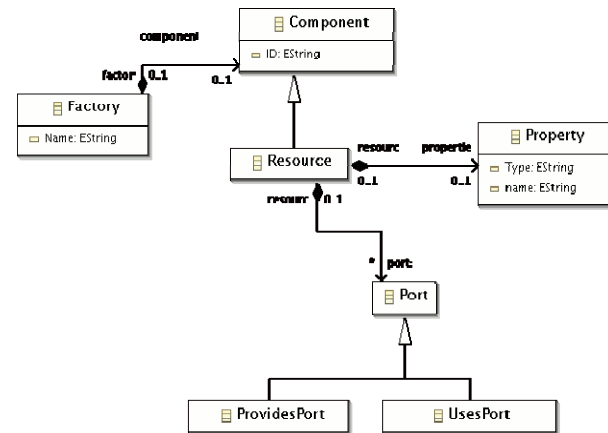 Component
component
ID: EString
factor 0..1
0..1
Factory
Name: EString
Property
resourc
propertie
Resource
0..1
0..1
Type: EString
name: EString
resourc 0..1
* port:
Port
ProvidesPort
UsesPort